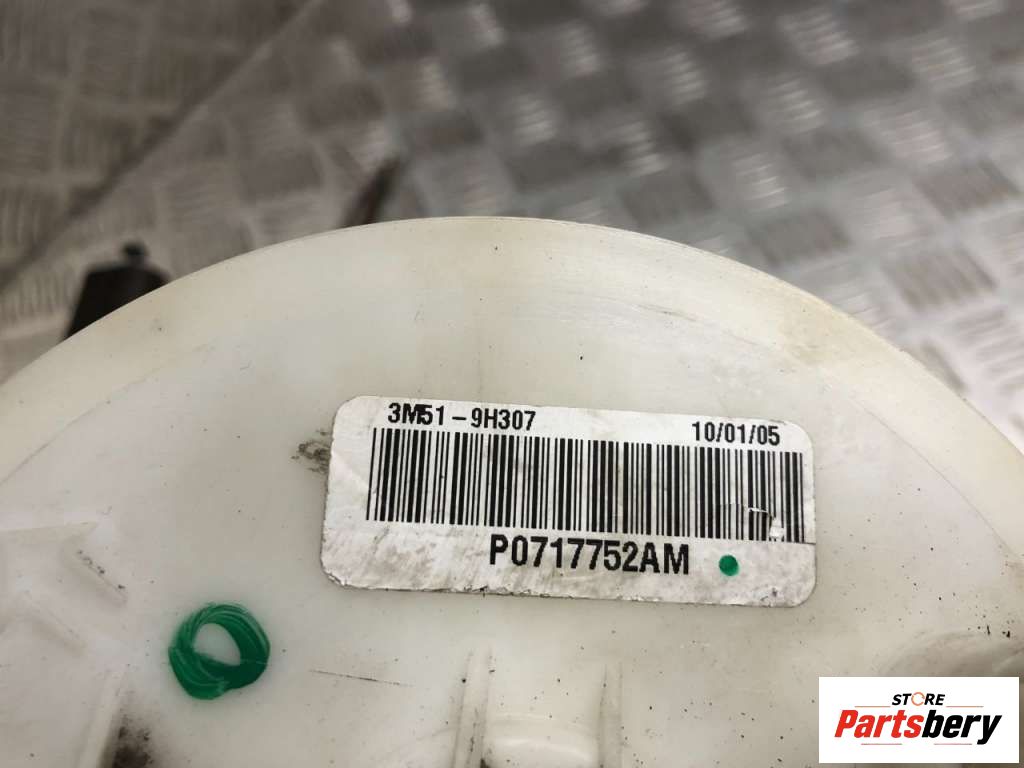 3M51-9H307 10/01/05
P0717752AM
STORE
Partsbery